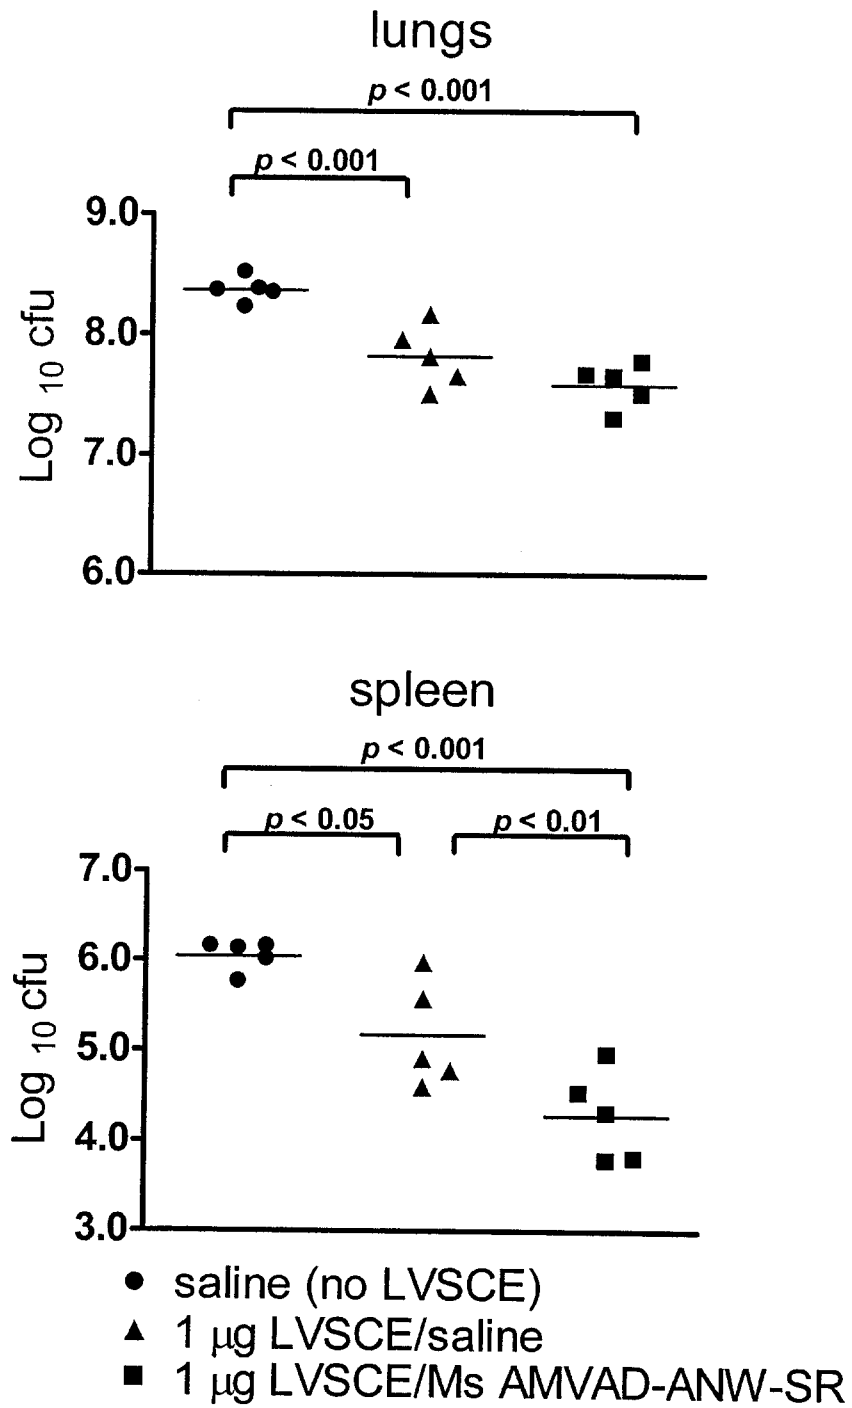 lungs
p < 0.001
p < 0.001
9.0
8.0
7.0
6.0
Log 10 cfu
spleen
p < 0.001
p < 0.05 p < 0.01
7.0
6.0
5.0
4.0
3.0
Log 10 cfu
saline (no LVSCE)
1 μg LVSCE/saline
1 μg LVSCE/Ms AMVAD-ANW-SR